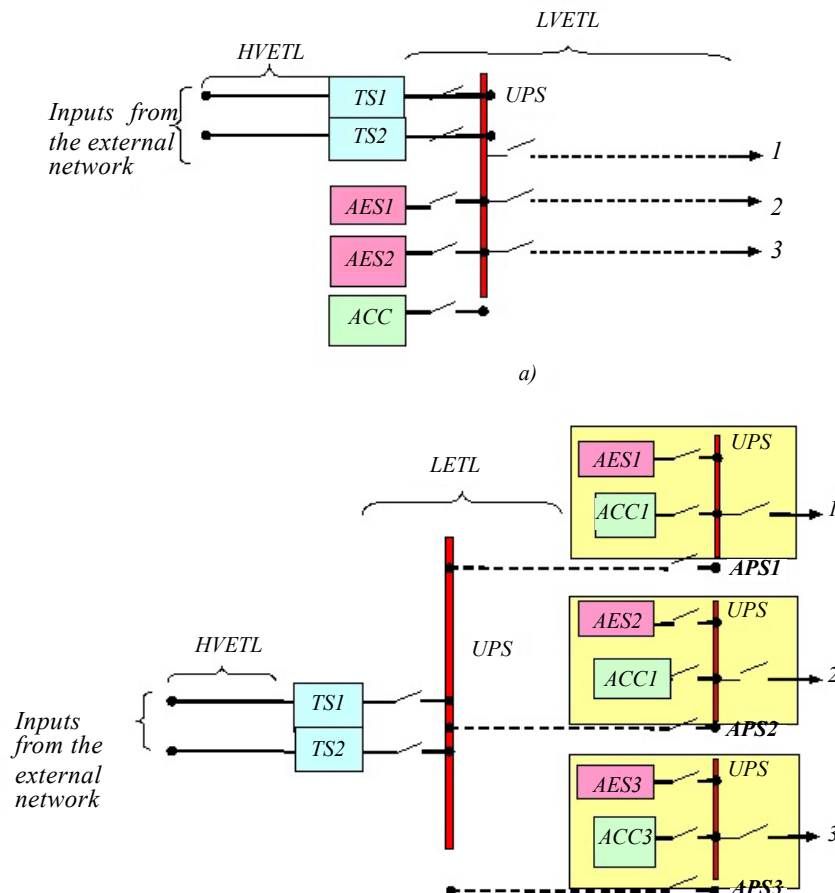 LVETL
HVETL
Inputs from
the external
network
TS1
UPS
TS2
1
AES1
2
AES2
3
ACC
a)
UPS
AES1
LETL
ACC1
1
APS1
UPS
AES2
HVETL
UPS
ACC1
2
TS1
Inputs
from the
external
network
APS2
TS2
UPS
AES3
ACC3
3
APS3